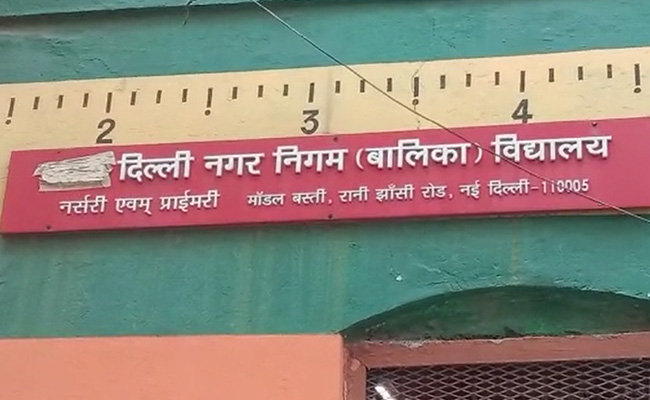 2 3 4
दिल्ली नगर निगम (बालिका) विद्यालय
नर्सरी एवम् प्राईमरी मॉडल बस्ती, रानी झाँसी रोड, नई दिल्ली-110005